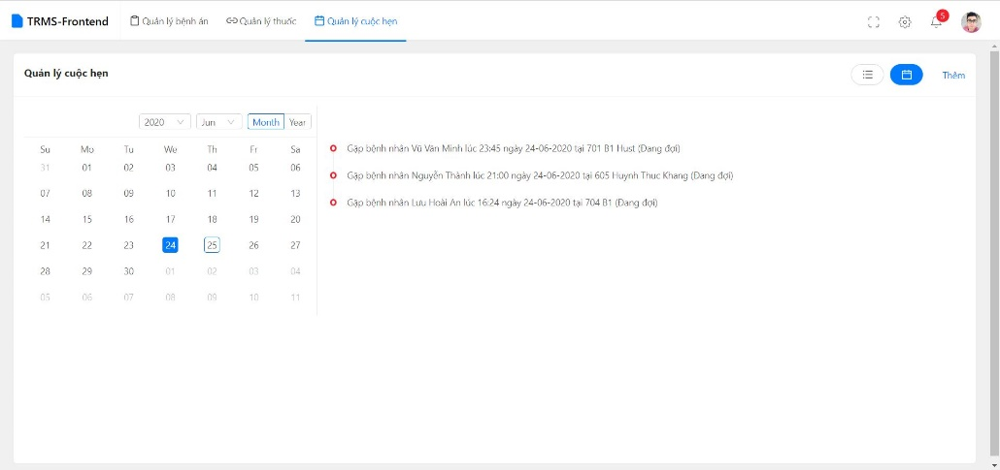 TRMS-Frontend Quản lý bệnh án Quản lý thuốc Quản lý cuộc hẹn 5
Quản lý cuộc hẹn Thêm
2020 Jun Month Year
Su Mo Tu We Th Fr Sa
31 01 02 03 04 05 06
07 08 09 10 11 12 13
14 15 16 17 18 19 20
21 22 23 24 25 26 27
28 29 30 01 02 03 04
05 06 07 08 09 10 11
Gặp bệnh nhân Vũ Văn Minh lúc 23:45 ngày 24-06-2020 tại 701 B1 Hust (Đang đợi)
Gặp bệnh nhân Nguyễn Thành lúc 21:00 ngày 24-06-2020 tại 605 Huynh Thuc Khang (Đang đợi)
Gặp bệnh nhân Lưu Hoài An lúc 16:24 ngày 24-06-2020 tại 704 B1 (Đang đợi)